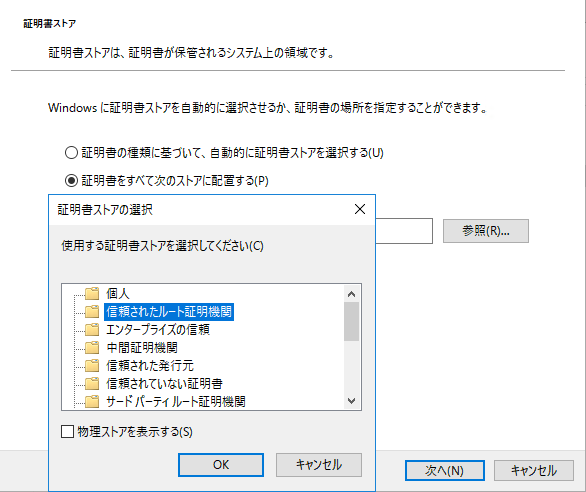 証明書ストア
証明書ストアは、証明書が保管されるシステム上の領域です。
Windows に証明書ストアを自動的に選択させるか、証明書の場所を指定することができます。
証明書の種類に基づいて、自動的に証明書ストアを選択する(U)
証明書をすべて次のストアに配置する(P)
参照(R)...
証明書ストアの選択
使用する証明書ストアを選択してください(C)
個人
信頼されたルート証明機関
エンタープライズの信頼
中間証明機関
信頼された発行元
信頼されていない証明書
サードパーティ ルート証明機関
物理ストアを表示する(S)
OK
キャンセル
次へ(N)
キャンセル